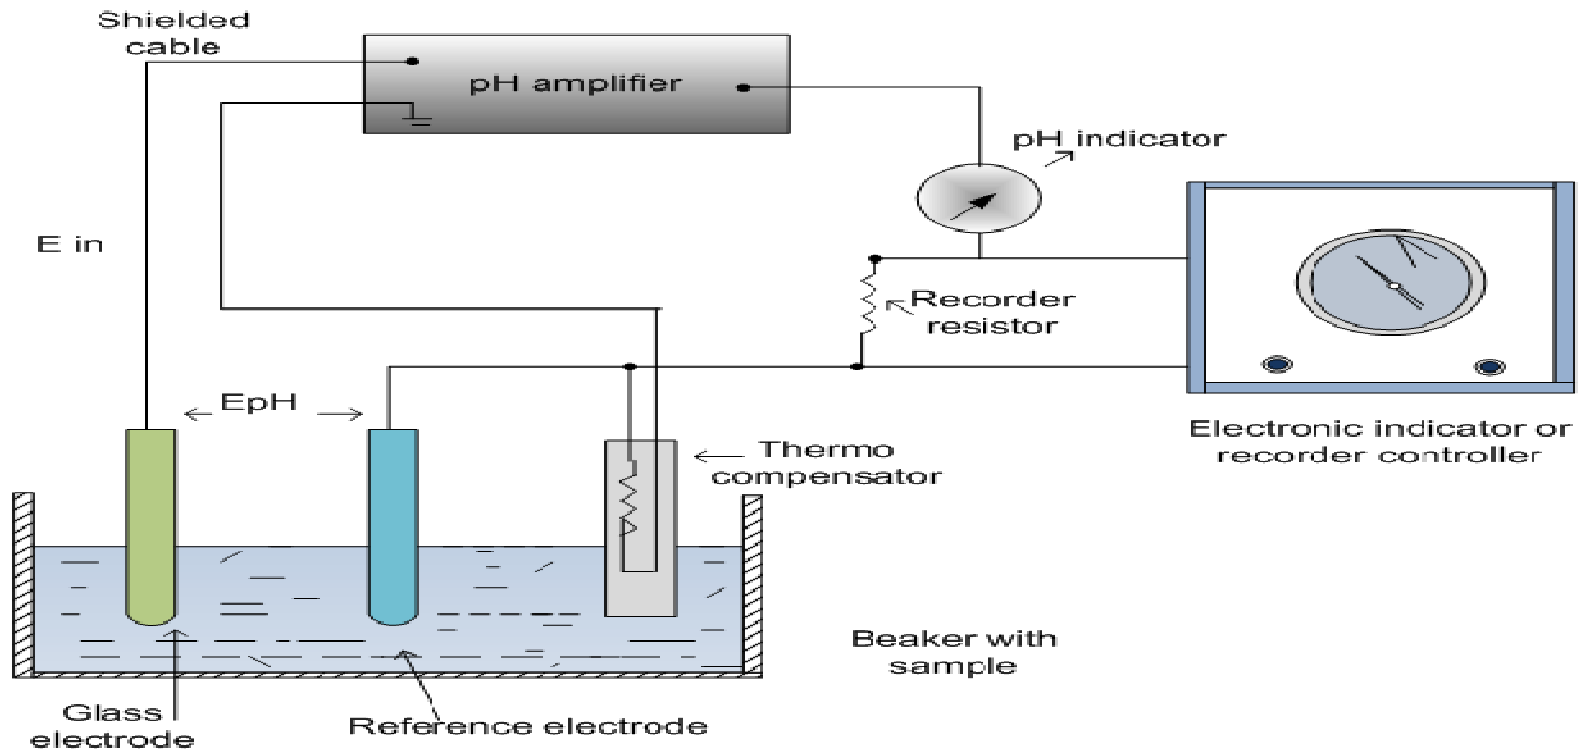 Shielded
cable
pH amplifier
pH indicator
E in
Recorder
resistor
EpH
Thermo
compensator
Electronic indicator or
recorder controller
Beaker with
sample
Glass
electrode
Reference electrode